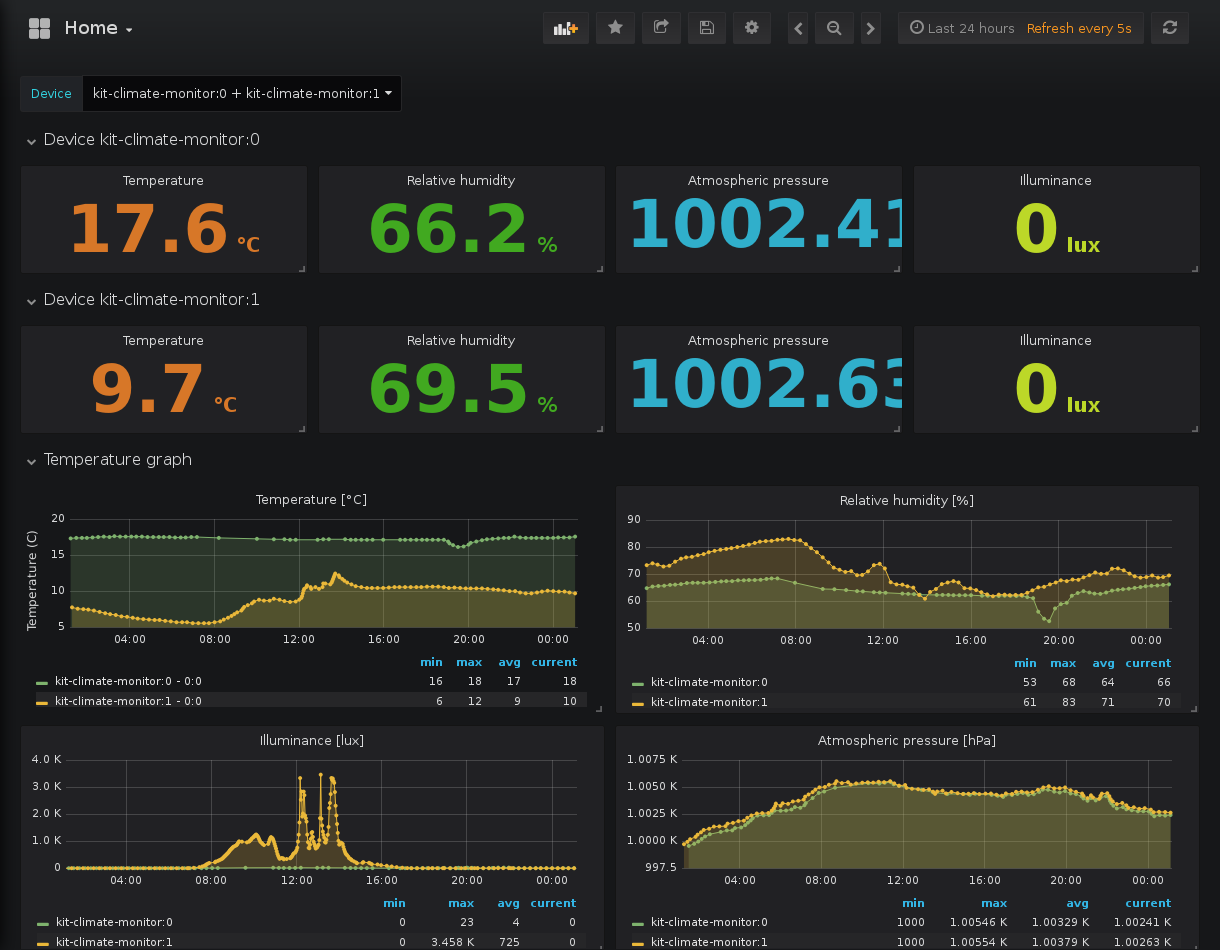 Home
Last 24 hours Refresh every 5s
Device kit-climate-monitor:0 + kit-climate-monitor:1
Device kit-climate-monitor:0
Temperature Relative humidity Atmospheric pressure Illuminance
17.6 °C 66.2 % 1002.41 0 lux
Device kit-climate-monitor:1
Temperature Relative humidity Atmospheric pressure Illuminance
9.7 °C 69.5 % 1002.63 0 lux
Temperature graph
Temperature [°C]
Temperature (C)
20
15
10
5
04:00 08:00 12:00 16:00 20:00 00:00
min max avg current
kit-climate-monitor:0 - 0:0 16 18 17 18
kit-climate-monitor:1 - 0:0 6 12 9 10
Relative humidity [%]
90
80
70
60
50
04:00 08:00 12:00 16:00 20:00 00:00
min max avg current
kit-climate-monitor:0 53 68 64 66
kit-climate-monitor:1 61 83 71 70
Illuminance [lux]
4.0 K
3.0 K
2.0 K
1.0 K
0
04:00 08:00 12:00 16:00 20:00 00:00
min max avg current
kit-climate-monitor:0 0 23 4 0
kit-climate-monitor:1 0 3.458 K 725 0
Atmospheric pressure [hPa]
1.0075 K
1.0050 K
1.0025 K
1.0000 K
997.5
04:00 08:00 12:00 16:00 20:00 00:00
min max avg current
kit-climate-monitor:0 1000 1.00546 K 1.00329 K 1.00241 K
kit-climate-monitor:1 1000 1.00554 K 1.00379 K 1.00263 K